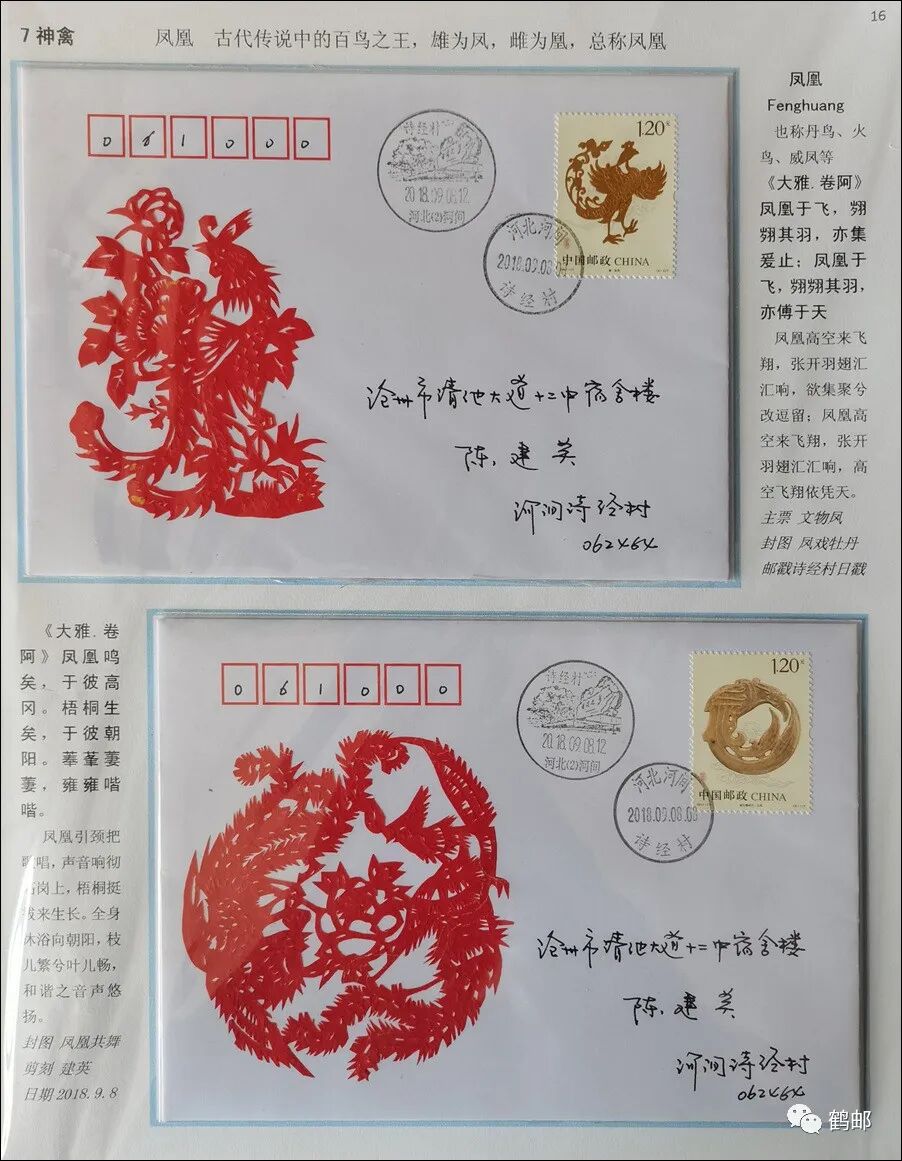 16
7 神禽
凤凰 古代传说中的百鸟之王，雄为凤，雌为凰，总称凤凰
061000
诗经村
2018.09.08.12
河北(2)河间
1.20元
中国邮政 CHINA
河北河间
2018.09.08
诗经村
沧州市清池大道十二中宿舍楼
陈建英
河间诗经村
062464
凤凰
Fenghuang
也称丹鸟、火
鸟、威凤等
《大雅.卷阿》
凤凰于飞，翙
翙其羽，亦集
爰止；凤凰于
飞，翙翙其羽，
亦傅于天
凤凰高空来飞
翔，张开羽翅汇
汇响，欲集聚兮
改逗留；凤凰高
空来飞翔，张开
羽翅汇汇响，高
空飞翔依凭天。
主票 文物凤
封图 凤戏牡丹
邮戳诗经村日戳
《大雅.卷
阿》凤凰鸣
矣，于彼高
冈。梧桐生
矣，于彼朝
阳。菶菶萋
萋，雍雍喈
喈。
凤凰引颈把
歌唱，声音响彻
高岗上，梧桐挺
拔来生长。全身
沐浴向朝阳，枝
儿繁兮叶儿畅，
和谐之音声悠
扬。
封图 凤凰共舞
剪刻 建英
日期 2018.9.8
061000
诗经村
2018.09.08.12
河北(2)河间
1.20元
中国邮政 CHINA
河北河间
2018.09.08.08
诗经村
沧州市清池大道十二中宿舍楼
陈建英
河间诗经村
062464
鹤邮